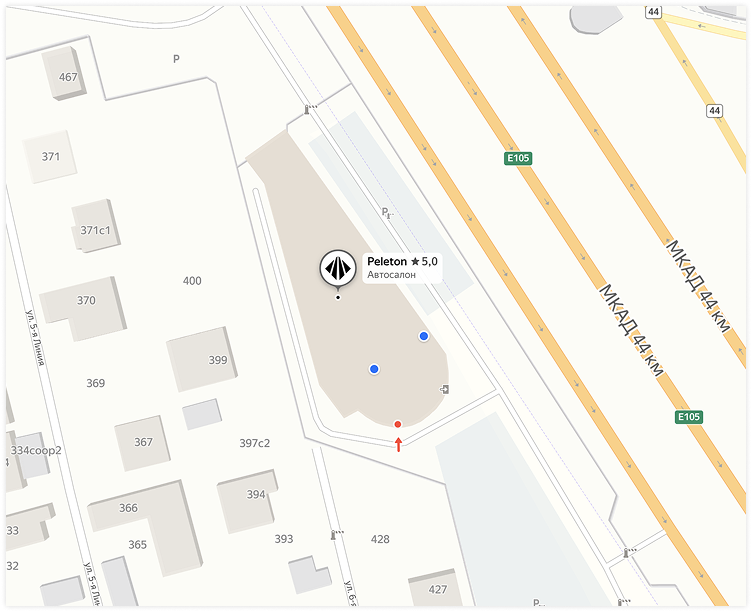 44
P
467
44
371
E105
P
371с1
Peleton ★ 5,0
Автосалон
МКАД 44 км
400
370
МКАД 44 км
ул. 5-я Линия
399
369
E105
367
397с2
334соор2
394
366
33
365
393
428
32
427
ул. 5-я Лин
ул. 6-я
P